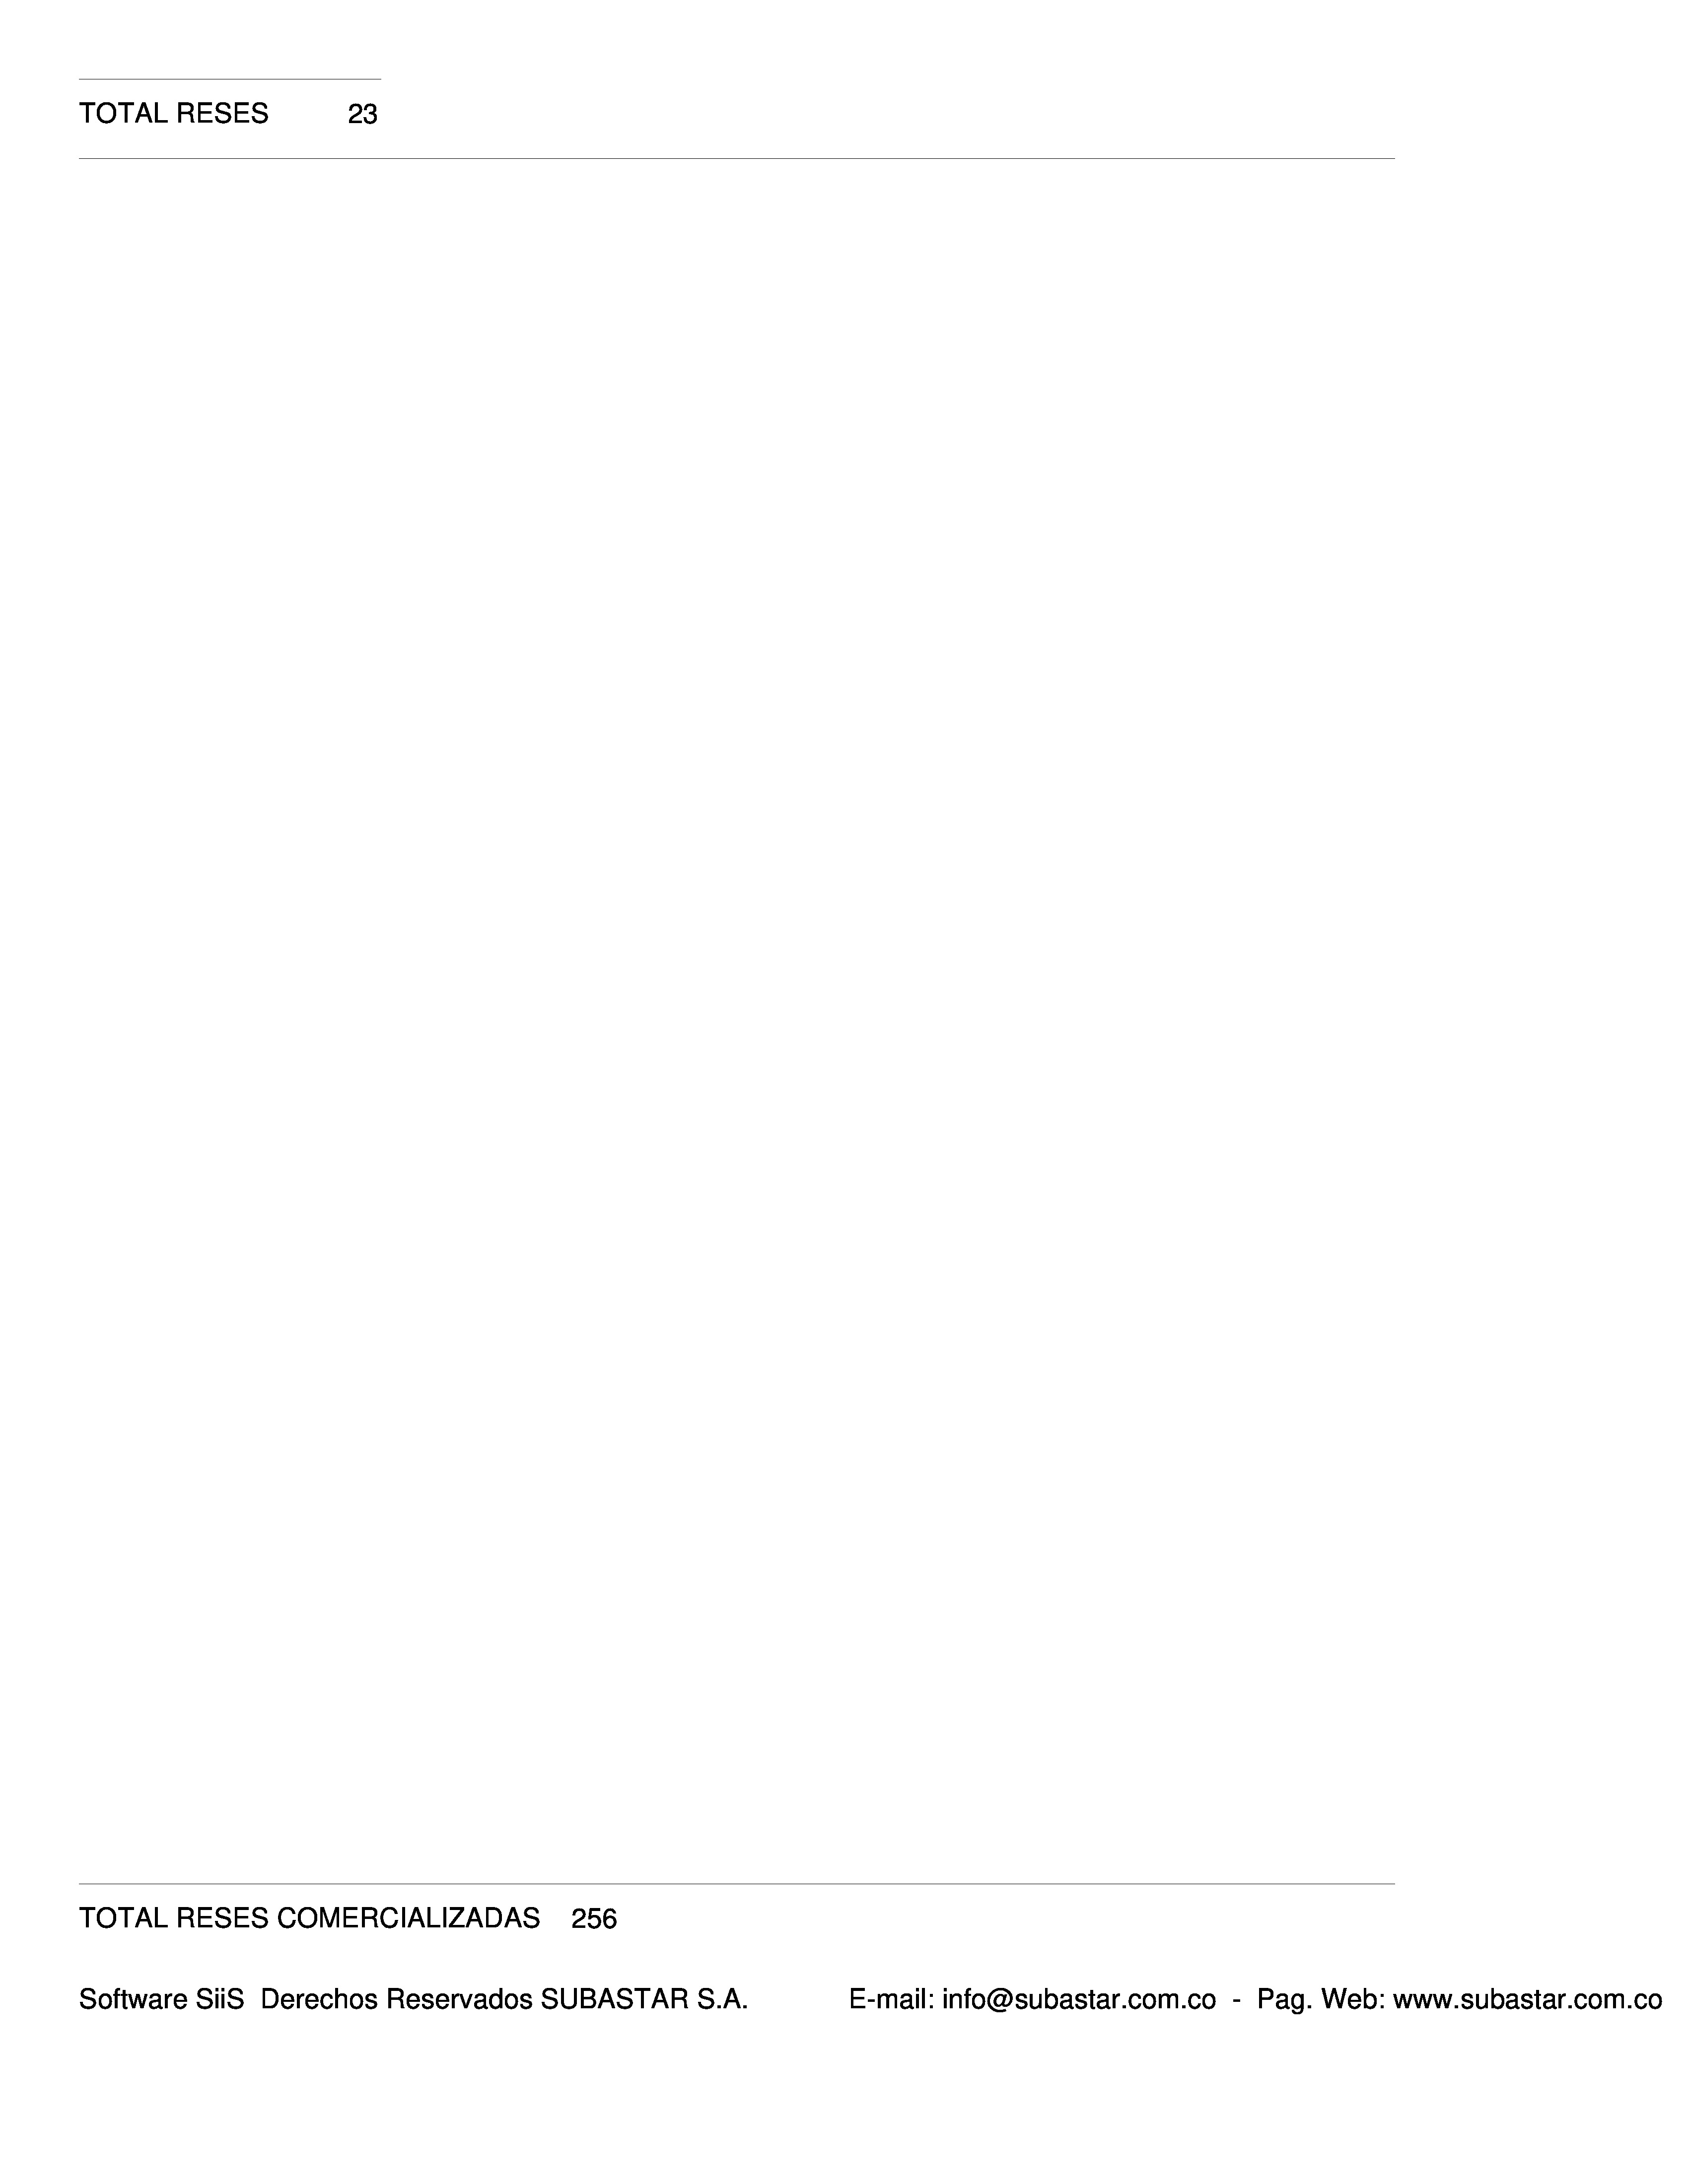 TOTAL RESES 23
TOTAL RESES COMERCIALIZADAS 256
Software SiiS Derechos Reservados SUBASTAR S.A. E-mail: info@subastar.com.co - Pag. Web: www.subastar.com.co